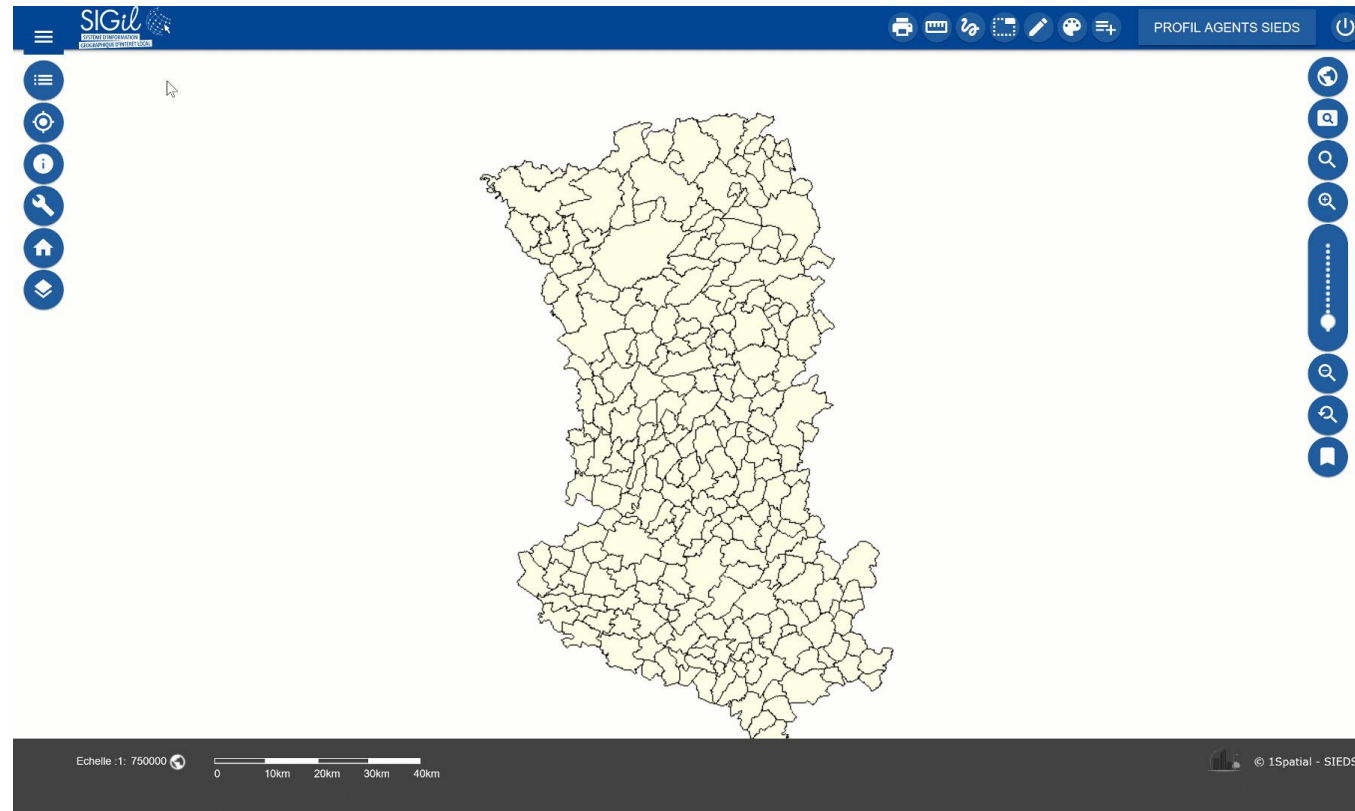 SIGil
SYSTÈME D'INFORMATION
GÉOGRAPHIQUE D'INTÉRÊT LOCAL
PROFIL AGENTS SIEDS
Echelle :1: 750000
0 10km 20km 30km 40km
© 1Spatial - SIEDS